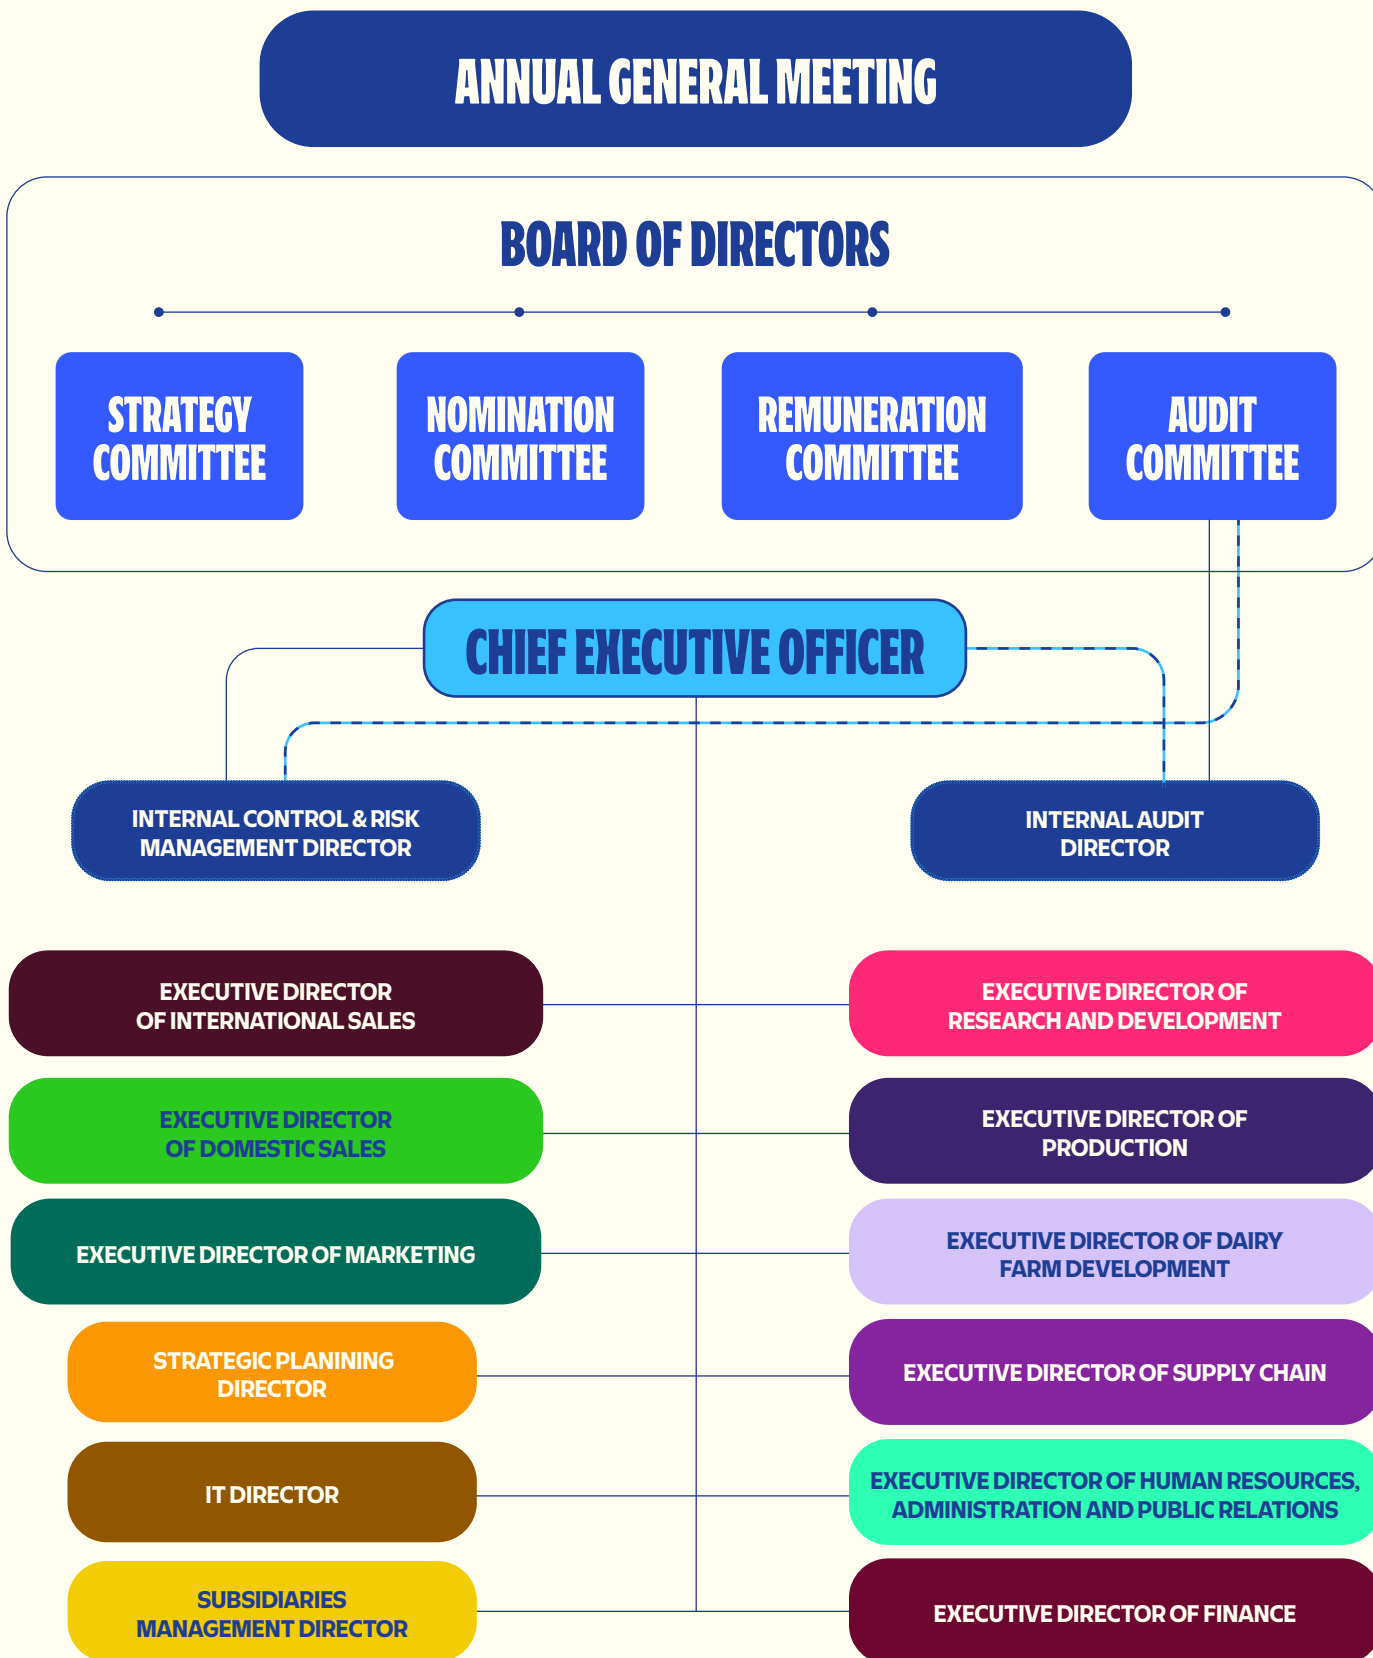 ANNUAL GENERAL MEETING
BOARD OF DIRECTORS
STRATEGY
COMMITTEE
NOMINATION
COMMITTEE
REMUNERATION
COMMITTEE
AUDIT
COMMITTEE
CHIEF EXECUTIVE OFFICER
INTERNAL CONTROL & RISK
MANAGEMENT DIRECTOR
INTERNAL AUDIT
DIRECTOR
EXECUTIVE DIRECTOR
OF INTERNATIONAL SALES
EXECUTIVE DIRECTOR OF
RESEARCH AND DEVELOPMENT
EXECUTIVE DIRECTOR
OF DOMESTIC SALES
EXECUTIVE DIRECTOR OF
PRODUCTION
EXECUTIVE DIRECTOR OF MARKETING
EXECUTIVE DIRECTOR OF DAIRY
FARM DEVELOPMENT
STRATEGIC PLANINING
DIRECTOR
EXECUTIVE DIRECTOR OF SUPPLY CHAIN
IT DIRECTOR
EXECUTIVE DIRECTOR OF HUMAN RESOURCES,
ADMINISTRATION AND PUBLIC RELATIONS
SUBSIDIARIES
MANAGEMENT DIRECTOR
EXECUTIVE DIRECTOR OF FINANCE